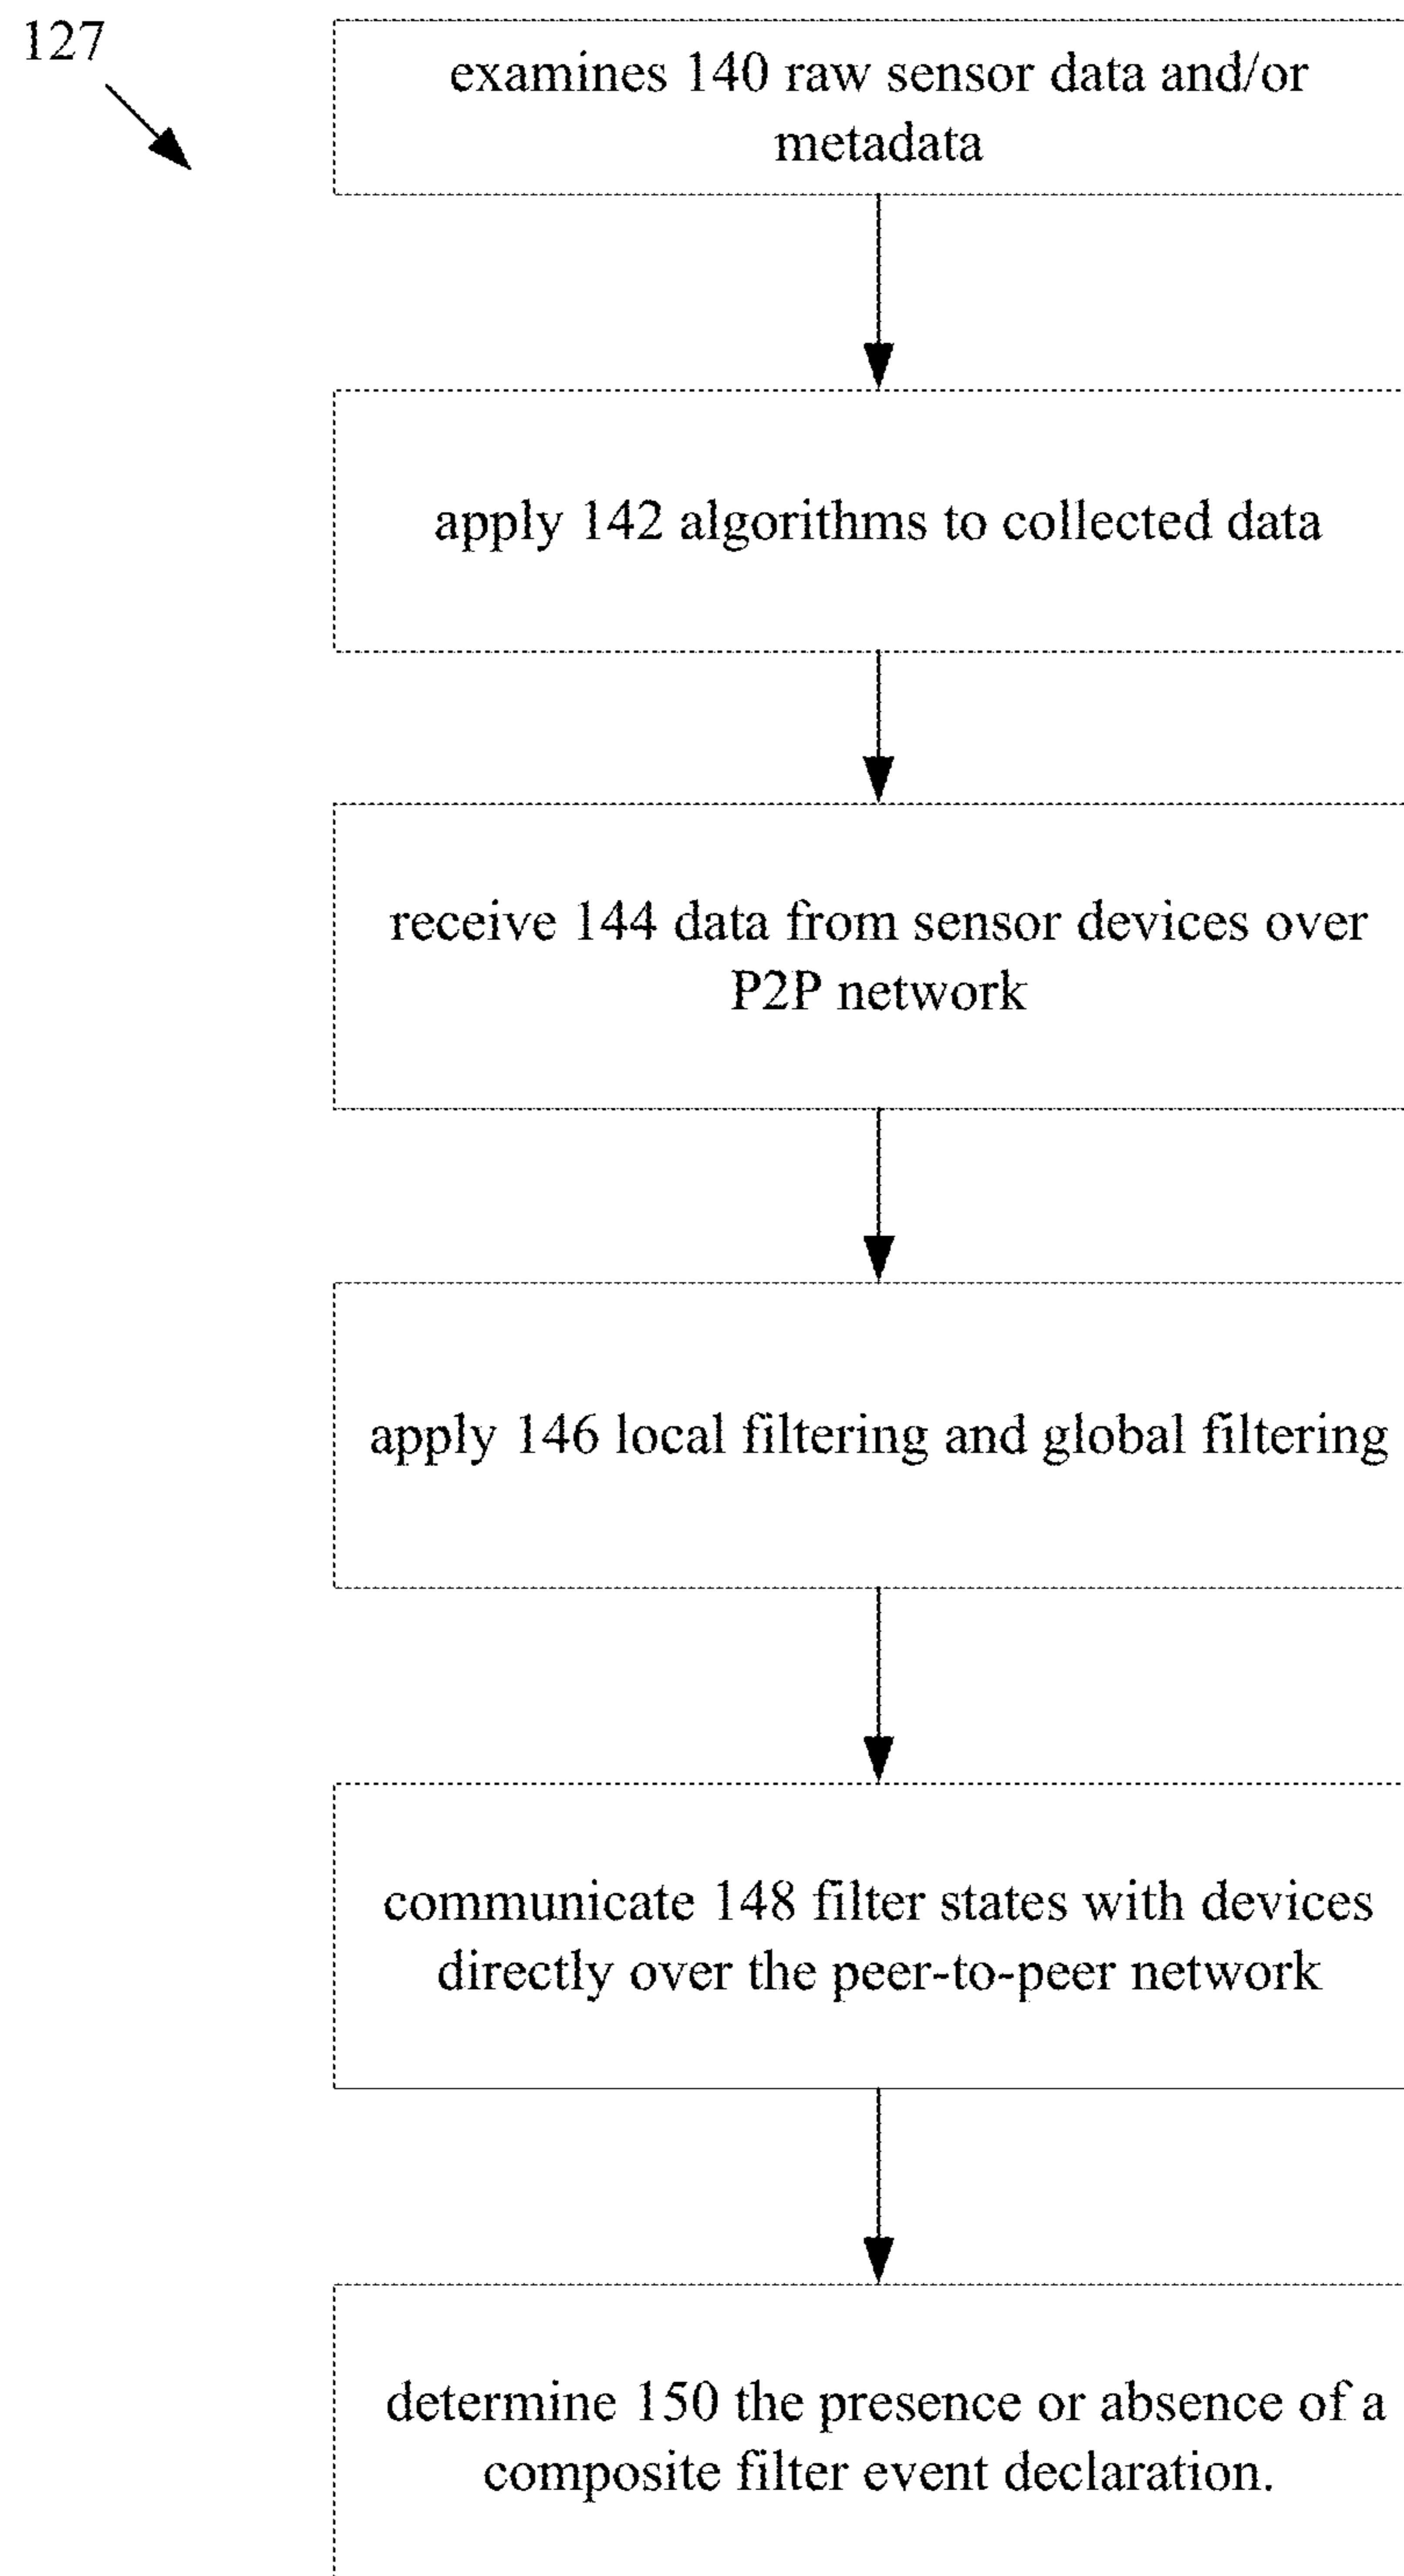 127
examines 140 raw sensor data and/or
metadata
apply 142 algorithms to collected data
receive 144 data from sensor devices over
P2P network
apply 146 local filtering and global filtering
communicate 148 filter states with devices
directly over the peer-to-peer network
determine 150 the presence or absence of a
composite filter event declaration.